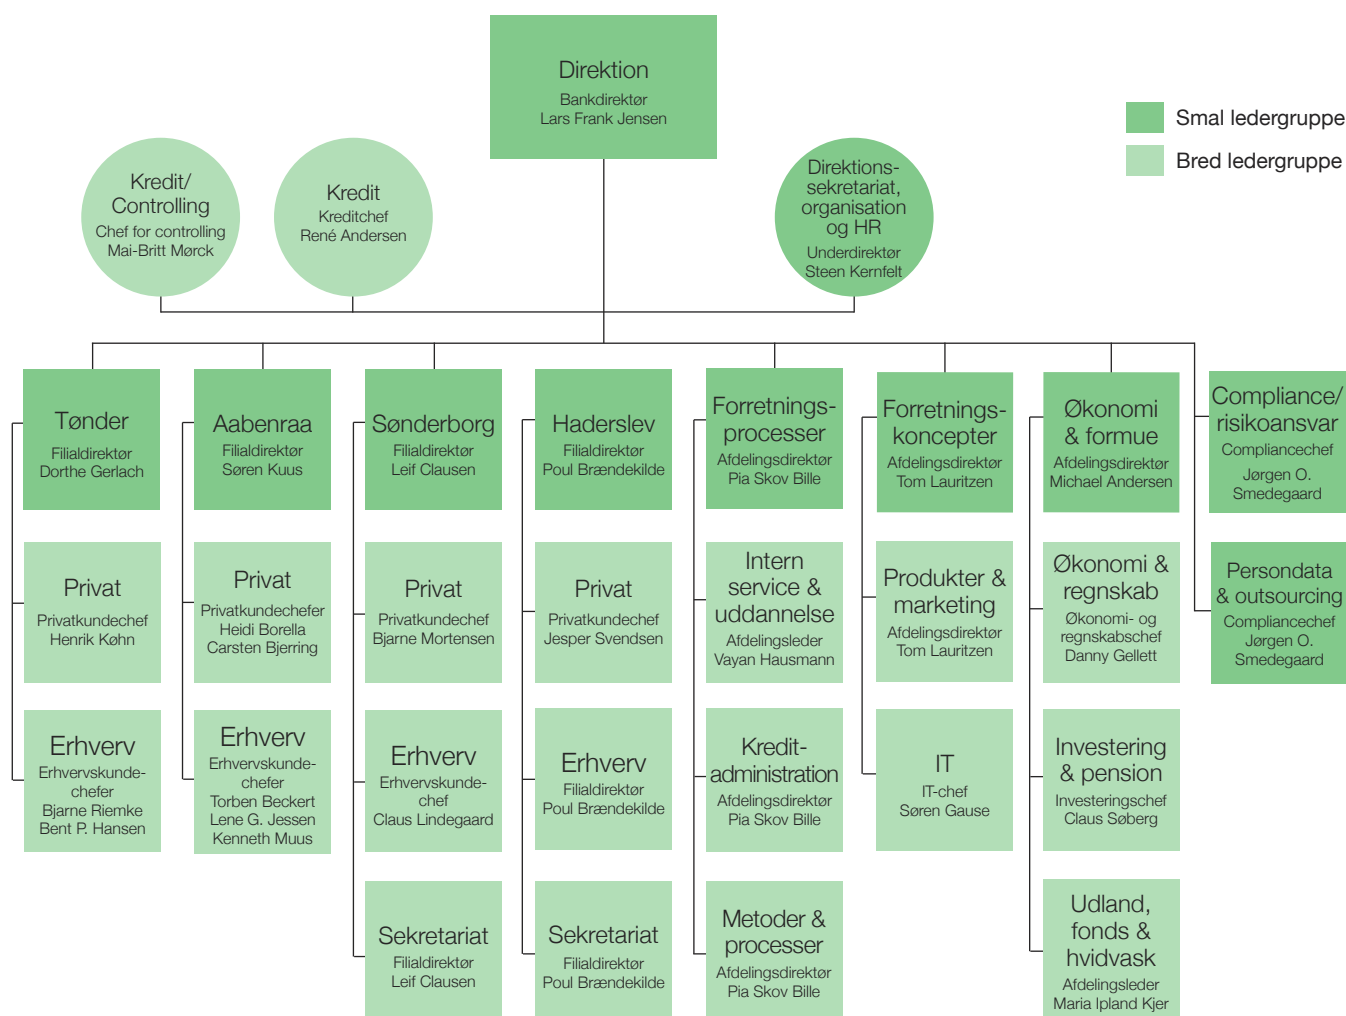 Direktion
Bankdirektør
Lars Frank Jensen
Smal ledergruppe
Bred ledergruppe
Kredit/
Controlling
Chef for controlling
Mai-Britt Mørck
Kredit
Kreditchef
René Andersen
Direktions-
sekretariat,
organisation
og HR
Underdirektør
Steen Kernfelt
Tønder
Filialdirektør
Dorthe Gerlach
Aabenraa
Filialdirektør
Søren Kuus
Sønderborg
Filialdirektør
Leif Clausen
Haderslev
Filialdirektør
Poul Brændekilde
Forretnings-
processer
Afdelingsdirektør
Pia Skov Bille
Forretnings-
koncepter
Afdelingsdirektør
Tom Lauritzen
Økonomi
& formue
Afdelingsdirektør
Michael Andersen
Compliance/
risikoansvar
Compliancechef
Jørgen O.
Smedegaard
Privat
Privatkundechef
Henrik Køhn
Privat
Privatkundechefer
Heidi Borella
Carsten Bjerring
Privat
Privatkundechef
Bjarne Mortensen
Privat
Privatkundechef
Jesper Svendsen
Intern
service &
uddannelse
Afdelingsleder
Vayan Hausmann
Produkter &
marketing
Afdelingsdirektør
Tom Lauritzen
Økonomi &
regnskab
Økonomi- og
regnskabschef
Danny Gellett
Persondata
& outsourcing
Compliancechef
Jørgen O.
Smedegaard
Erhverv
Erhvervskunde-
chefer
Bjarne Riemke
Bent P. Hansen
Erhverv
Erhvervskunde-
chefer
Torben Beckert
Lene G. Jessen
Kenneth Muus
Erhverv
Erhvervskunde-
chef
Claus Lindegaard
Erhverv
Filialdirektør
Poul Brændekilde
Kredit-
administration
Afdelingsdirektør
Pia Skov Bille
IT
IT-chef
Søren Gause
Investering
& pension
Investeringschef
Claus Søberg
Sekretariat
Filialdirektør
Leif Clausen
Sekretariat
Filialdirektør
Poul Brændekilde
Metoder &
processer
Afdelingsdirektør
Pia Skov Bille
Udland,
fonds &
hvidvask
Afdelingsleder
Maria Ipland Kjer